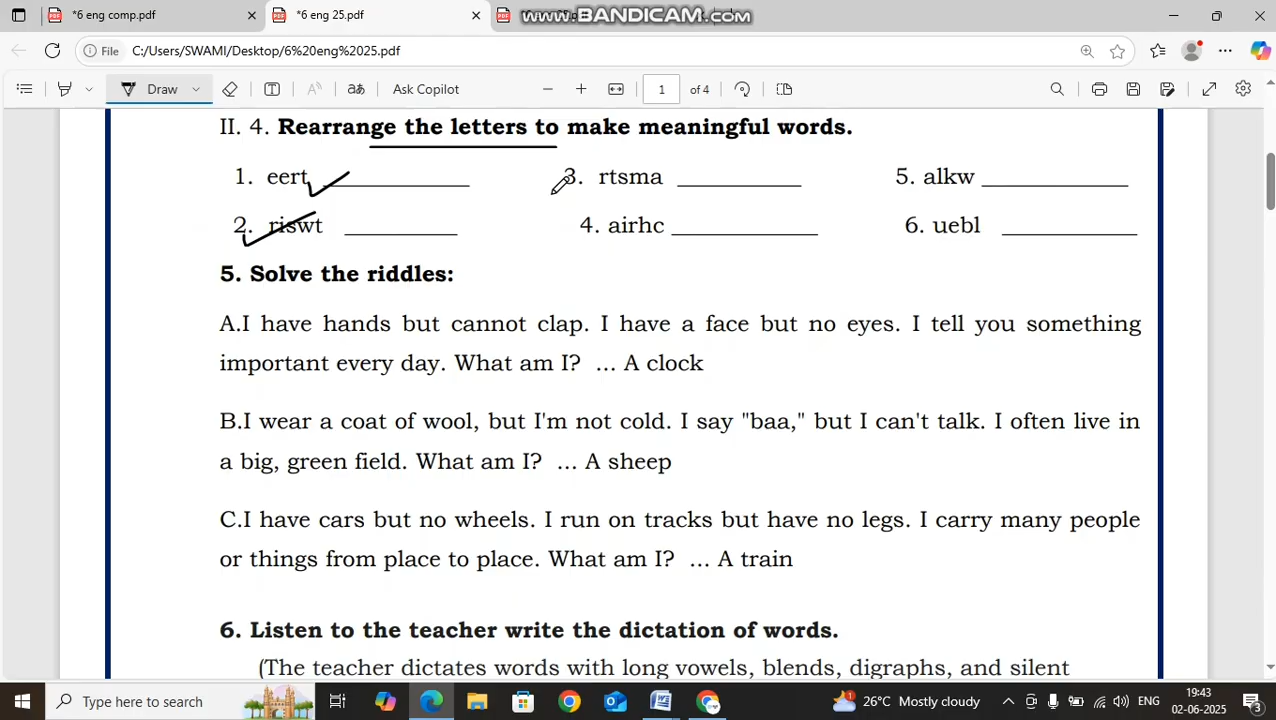 *6 eng comp.pdf
*6 eng 25.pdf
www.BANDICAM.com
File C:/Users/SWAMI/Desktop/6%20eng%2025.pdf
Draw Ask Copilot 1 of 4
II. 4. Rearrange the letters to make meaningful words.
1. eert ____________ 3. rtsma __________ 5. alkw ____________
2. riswt _________ 4. airhc ____________ 6. uebl ___________
5. Solve the riddles:
A.I have hands but cannot clap. I have a face but no eyes. I tell you something
important every day. What am I? ... A clock
B.I wear a coat of wool, but I'm not cold. I say "baa," but I can't talk. I often live in
a big, green field. What am I? ... A sheep
C.I have cars but no wheels. I run on tracks but have no legs. I carry many people
or things from place to place. What am I? ... A train
6. Listen to the teacher write the dictation of words.
(The teacher dictates words with long vowels, blends, digraphs, and silent
Type here to search
26°C Mostly cloudy
ENG
19:43
02-06-2025
3